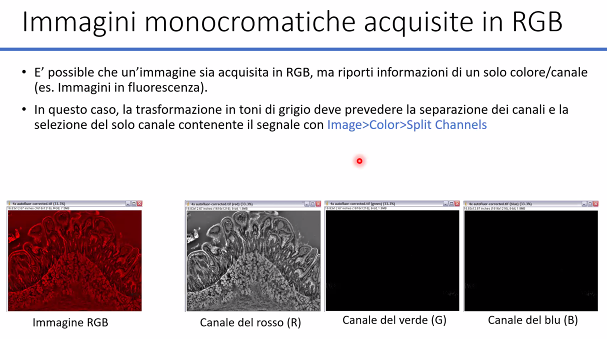 Immagini monocromatiche acquisite in RGB
• E' possibile che un'immagine sia acquisita in RGB, ma riporti informazioni di un solo colore/canale
(es. Immagini in fluorescenza).
• In questo caso, la trasformazione in toni di grigio deve prevedere la separazione dei canali e la
selezione del solo canale contenente il segnale con Image>Color>Split Channels
Immagine RGB
Canale del rosso (R)
Canale del verde (G)
Canale del blu (B)